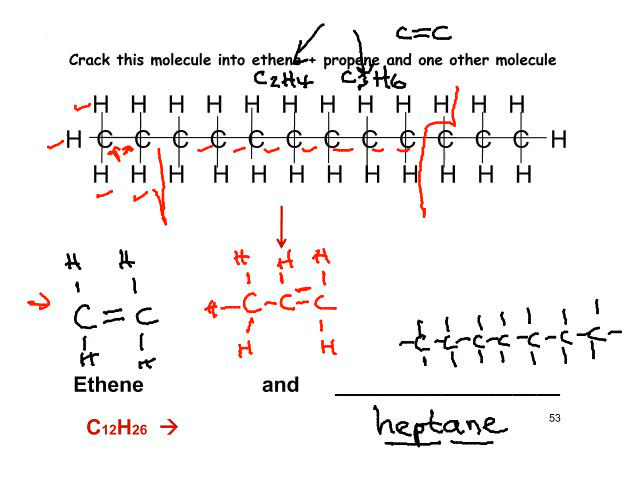 C=C
Crack this molecule into ethene + propene and one other molecule
C2H4 C3H6
H H H H H H H H H H H H
H C C C C C C C C C C C C H
H H H H H H H H H H H H
H H H H H
C=C H-C-C=C
H H H H
-C-C-C-C-C-C-C-
Ethene and
heptane 53
C12H26 →